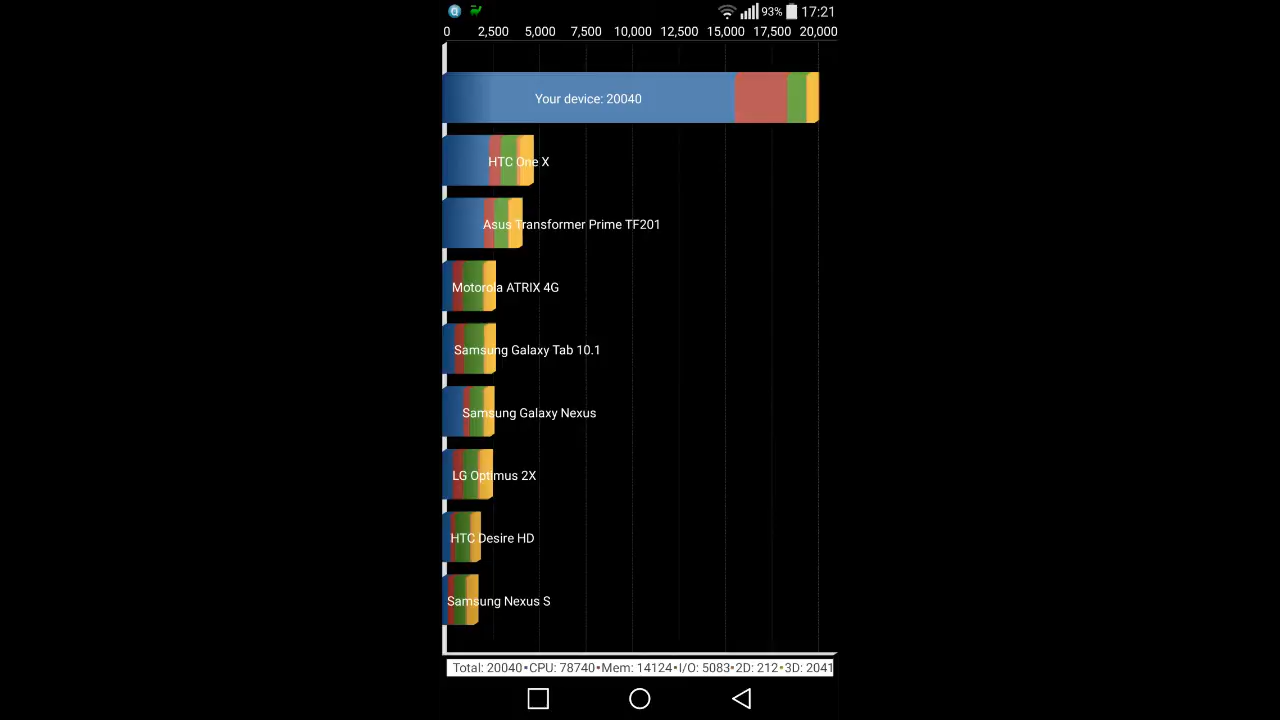 93% 17:21
0 2,500 5,000 7,500 10,000 12,500 15,000 17,500 20,000
Your device: 20040
HTC One X
Asus Transformer Prime TF201
Motorola ATRIX 4G
Samsung Galaxy Tab 10.1
Samsung Galaxy Nexus
LG Optimus 2X
HTC Desire HD
Samsung Nexus S
Total: 20040•CPU: 78740•Mem: 14124•I/O: 5083•2D: 212•3D: 2041